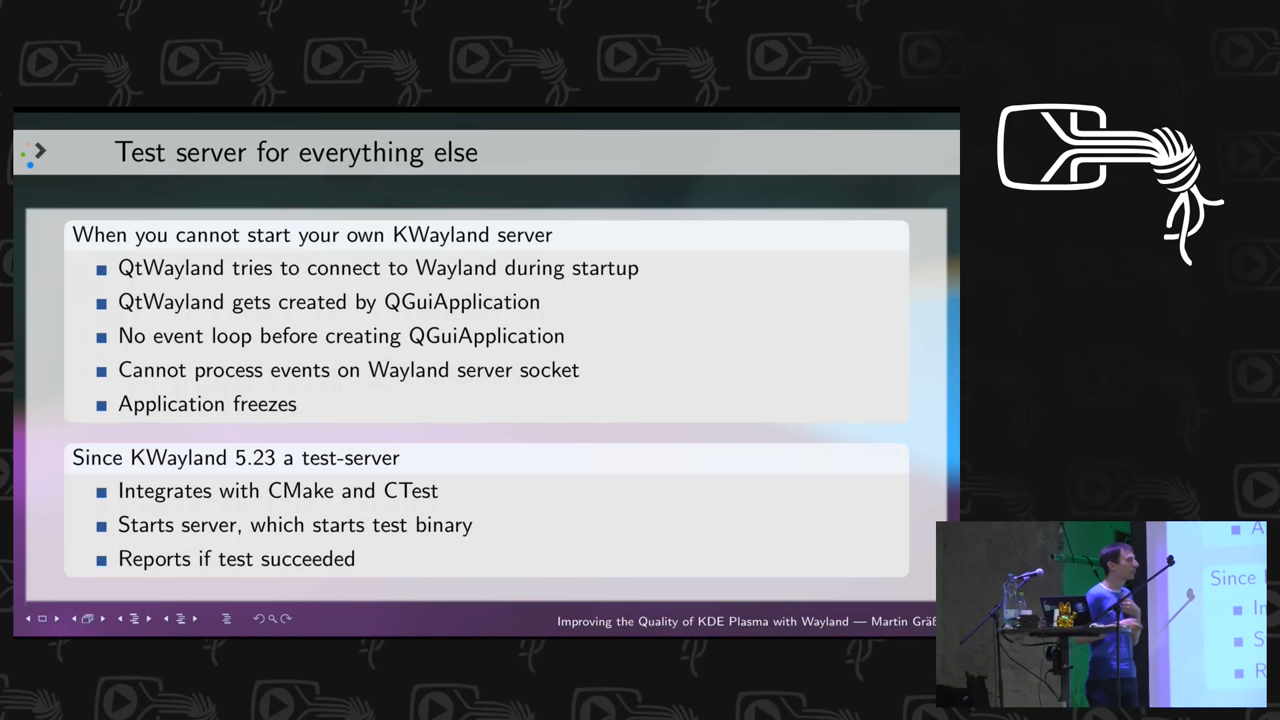 Test server for everything else
When you cannot start your own KWayland server
QtWayland tries to connect to Wayland during startup
QtWayland gets created by QGuiApplication
No event loop before creating QGuiApplication
Cannot process events on Wayland server socket
Application freezes
Since KWayland 5.23 a test-server
Integrates with CMake and CTest
Starts server, which starts test binary
Reports if test succeeded
Improving the Quality of KDE Plasma with Wayland — Martin Gräß
A
Since
In
S
R